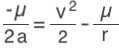 -μ/2a = v²/2 - μ/r